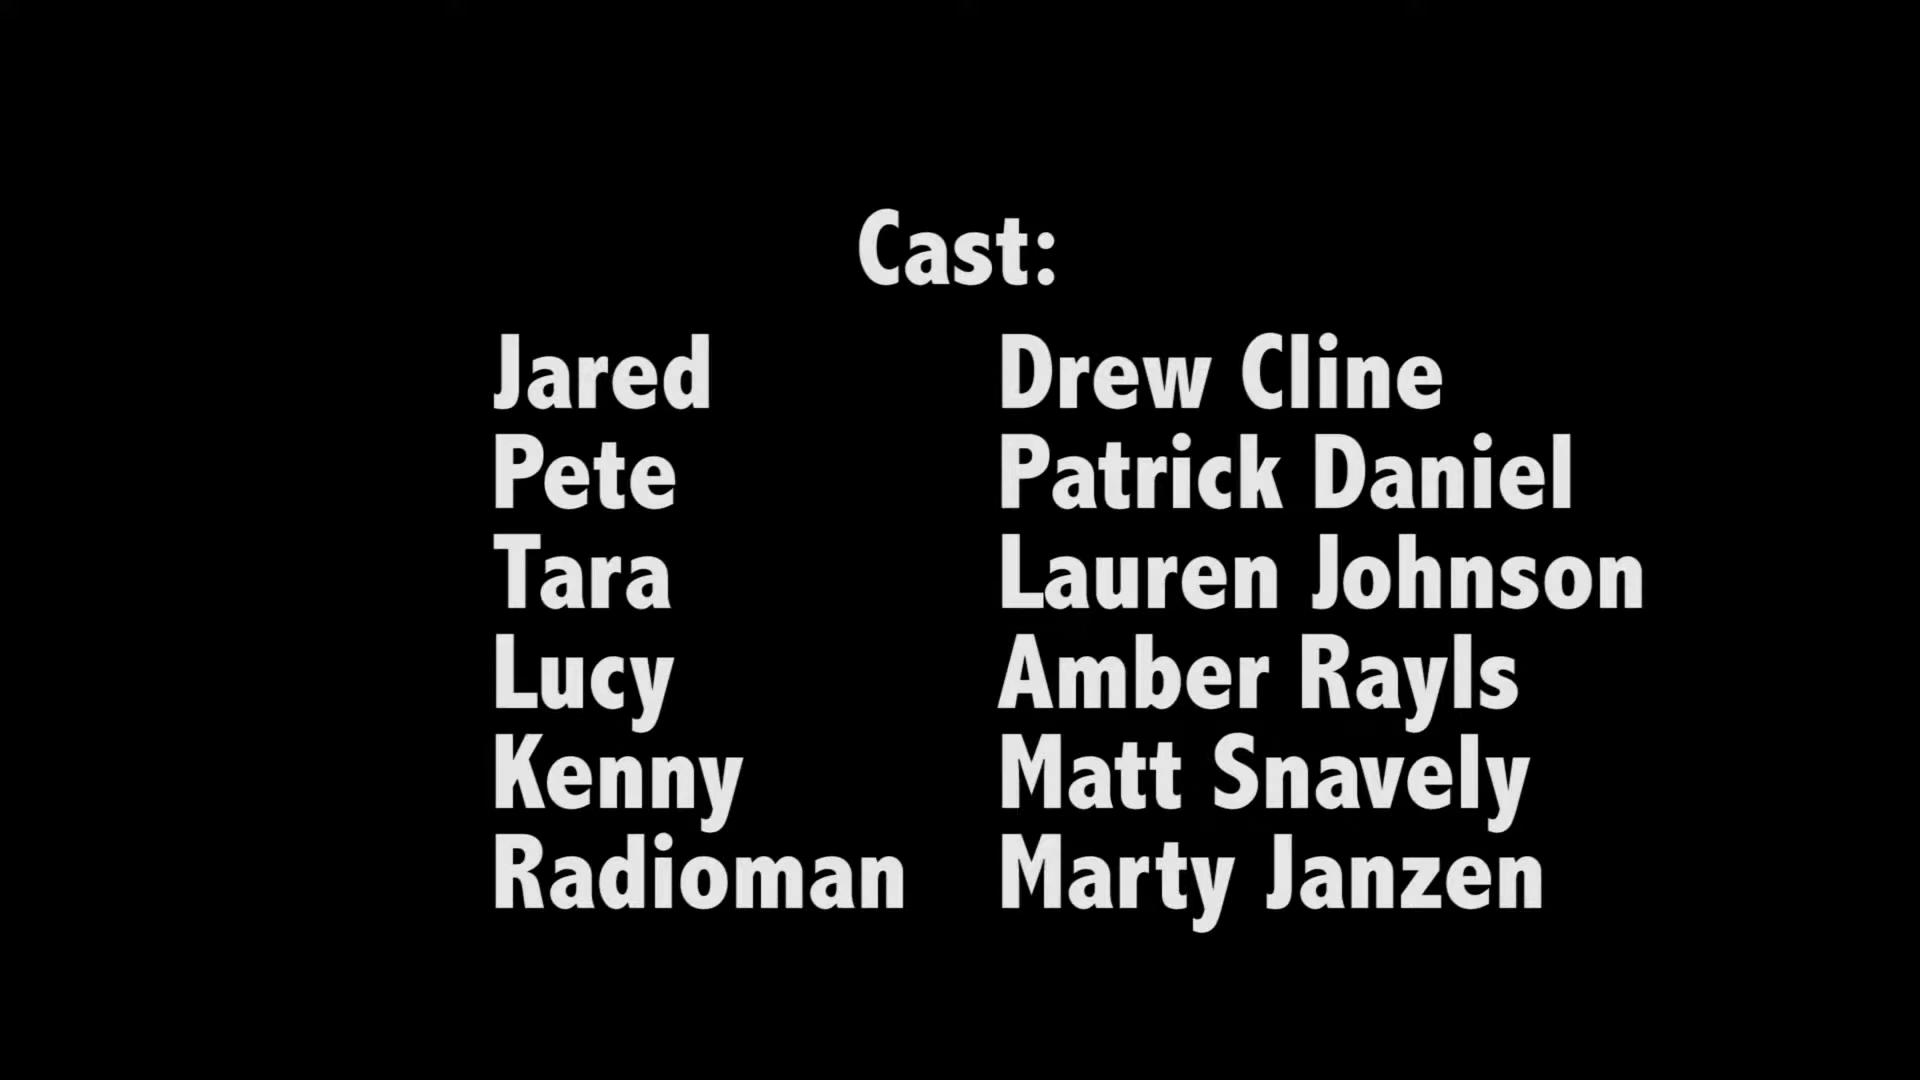 Cast:
Jared Drew Cline
Pete Patrick Daniel
Tara Lauren Johnson
Lucy Amber Rayls
Kenny Matt Snavely
Radioman Marty Janzen